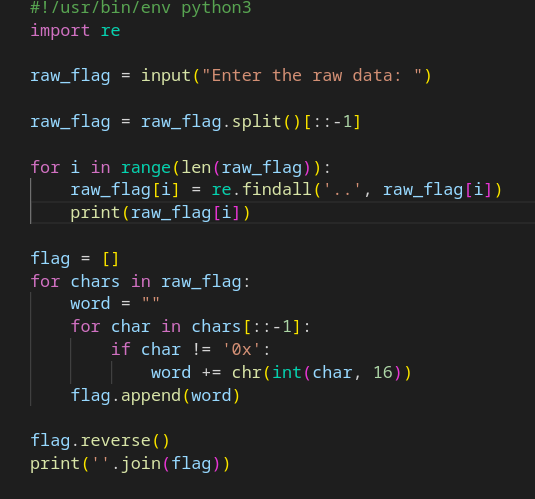 #!/usr/bin/env python3
import re

raw_flag = input("Enter the raw data: ")

raw_flag = raw_flag.split()[::-1]

for i in range(len(raw_flag)):
    raw_flag[i] = re.findall('..', raw_flag[i])
    print(raw_flag[i])

flag = []
for chars in raw_flag:
    word = ""
    for char in chars[::-1]:
        if char != '0x':
            word += chr(int(char, 16))
    flag.append(word)

flag.reverse()
print(''.join(flag))